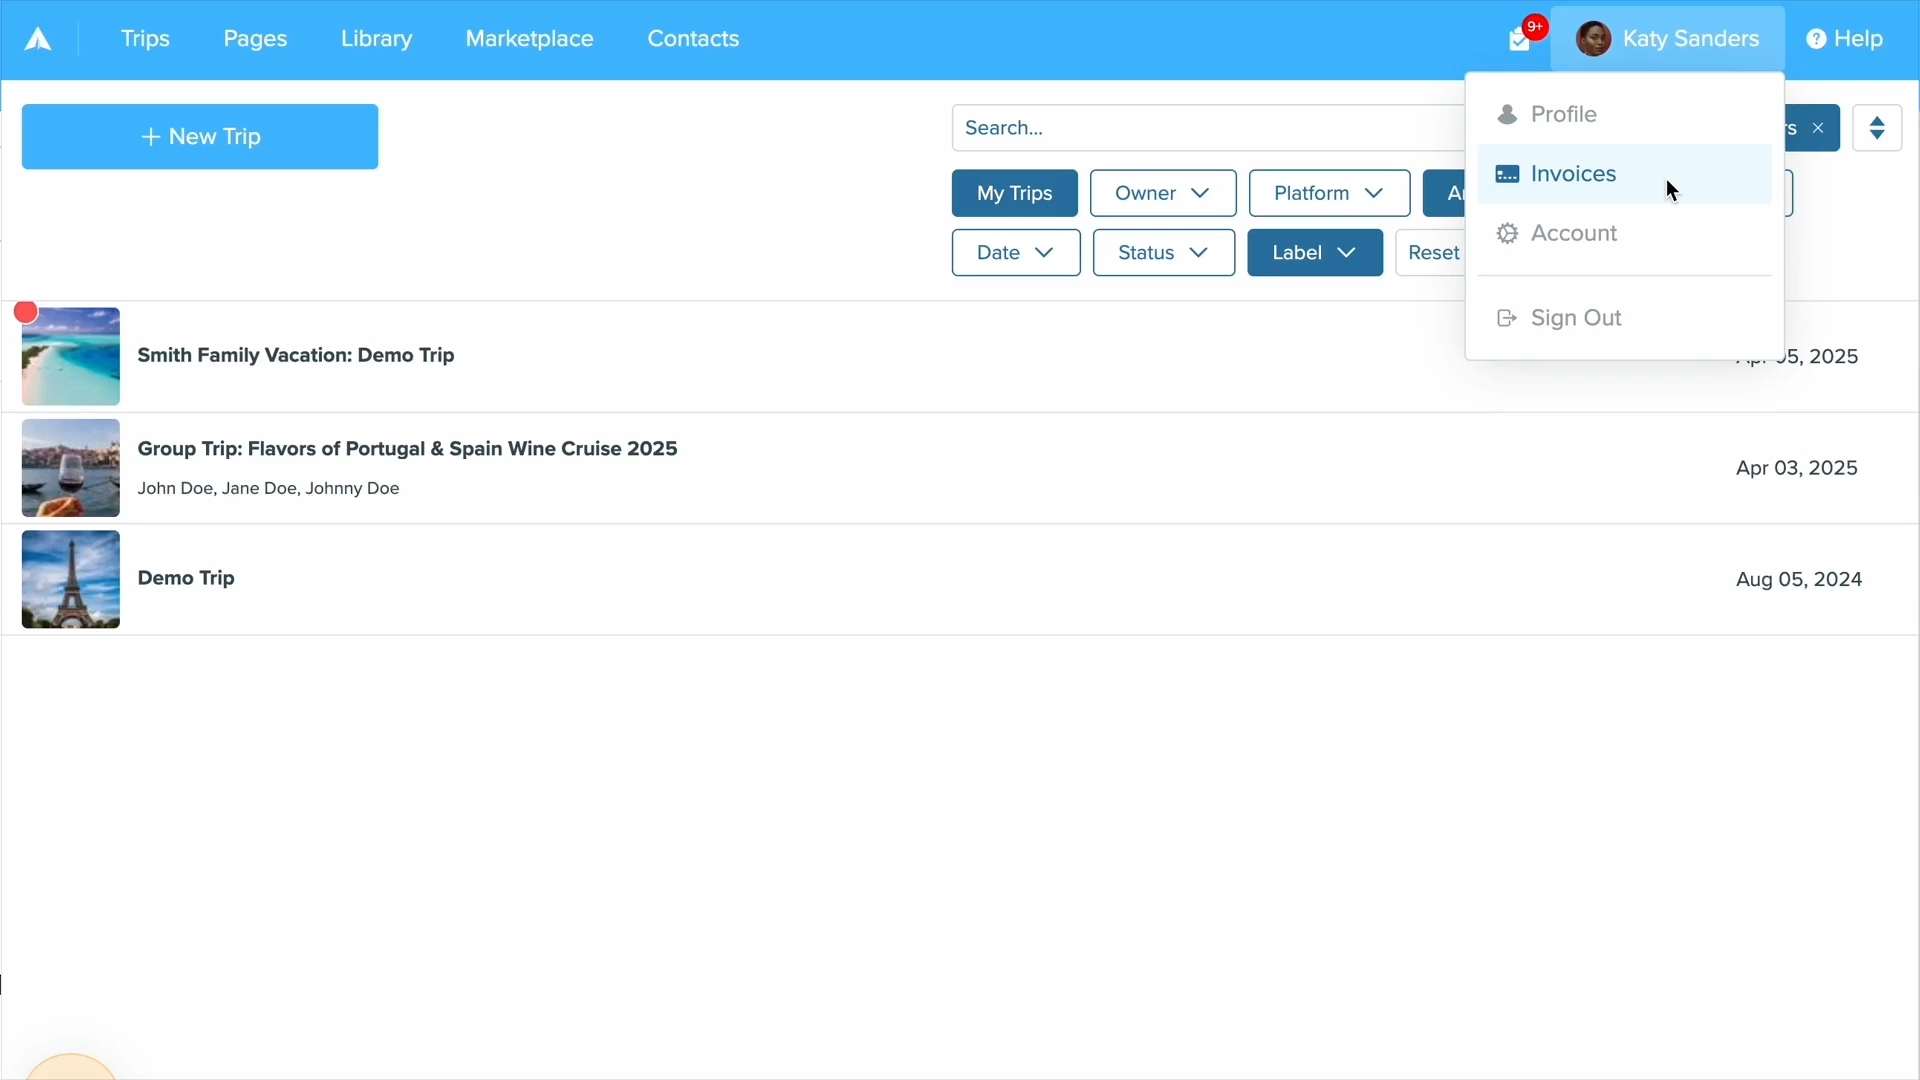 Trips Pages Library Marketplace Contacts 9+ Katy Sanders Help
+ New Trip
Search...
My Trips Owner Platform
Date Status Label Reset
Profile
Invoices
Account
Sign Out
Smith Family Vacation: Demo Trip
05, 2025
Group Trip: Flavors of Portugal & Spain Wine Cruise 2025
John Doe, Jane Doe, Johnny Doe
Apr 03, 2025
Demo Trip
Aug 05, 2024